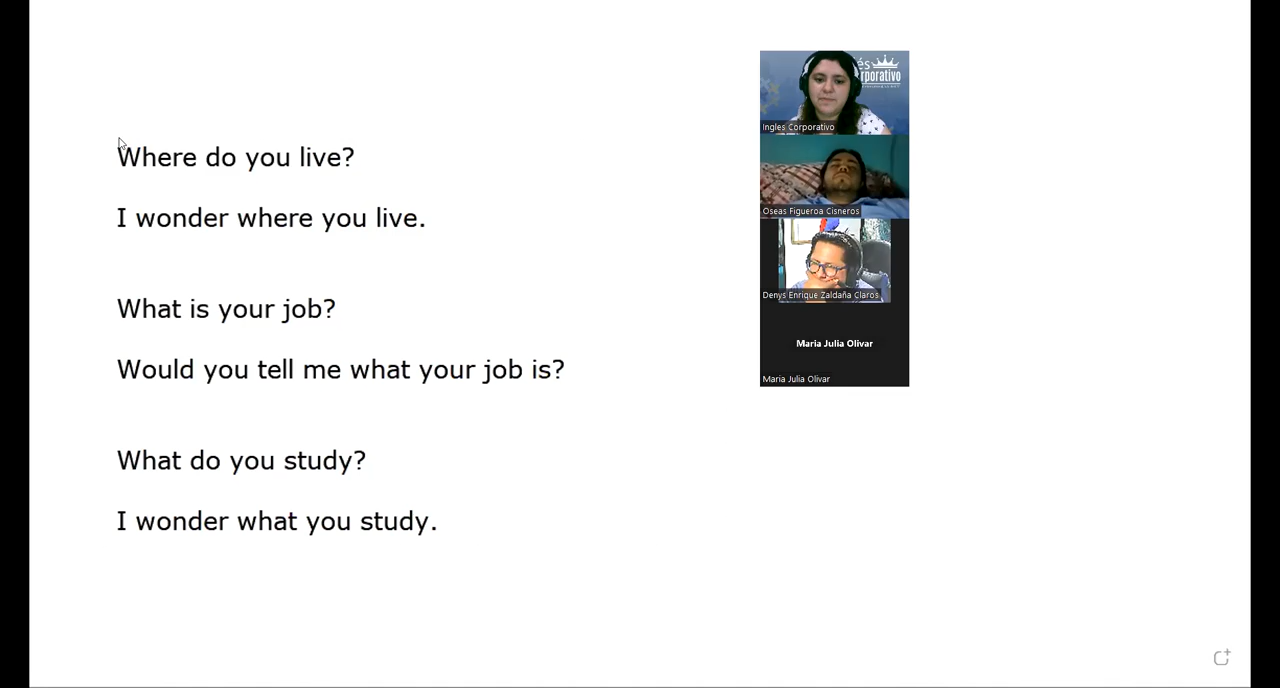 Where do you live?
I wonder where you live.
What is your job?
Would you tell me what your job is?
What do you study?
I wonder what you study.
és
rporativo
Ingles Corporativo
Oseas Figueroa Cisneros
Denys Enrique Zaldaña Claros
Maria Julia Olivar
Maria Julia Olivar